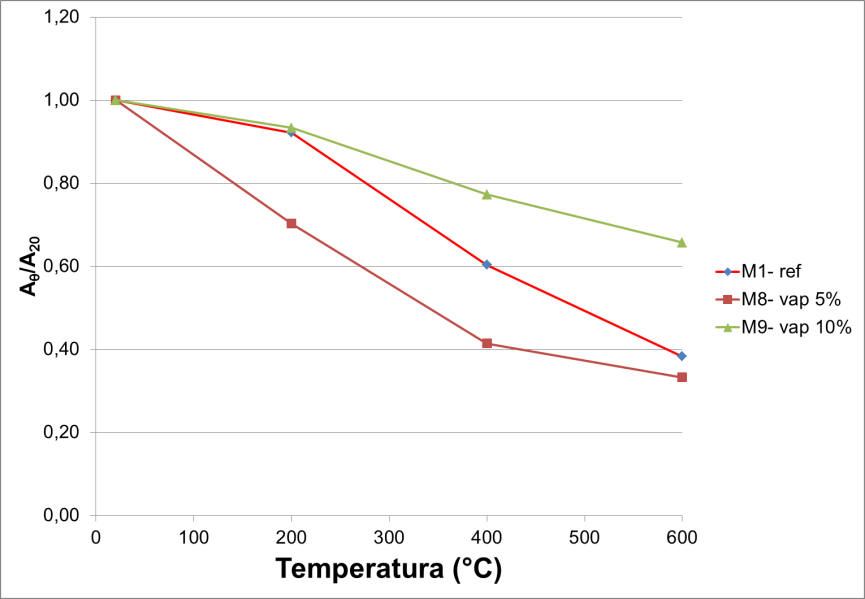 1,20
1,00
0,80
0,60
0,40
0,20
0,00
Aθ/A20
0 100 200 300 400 500 600
Temperatura (°C)
M1- ref
M8- vap 5%
M9- vap 10%